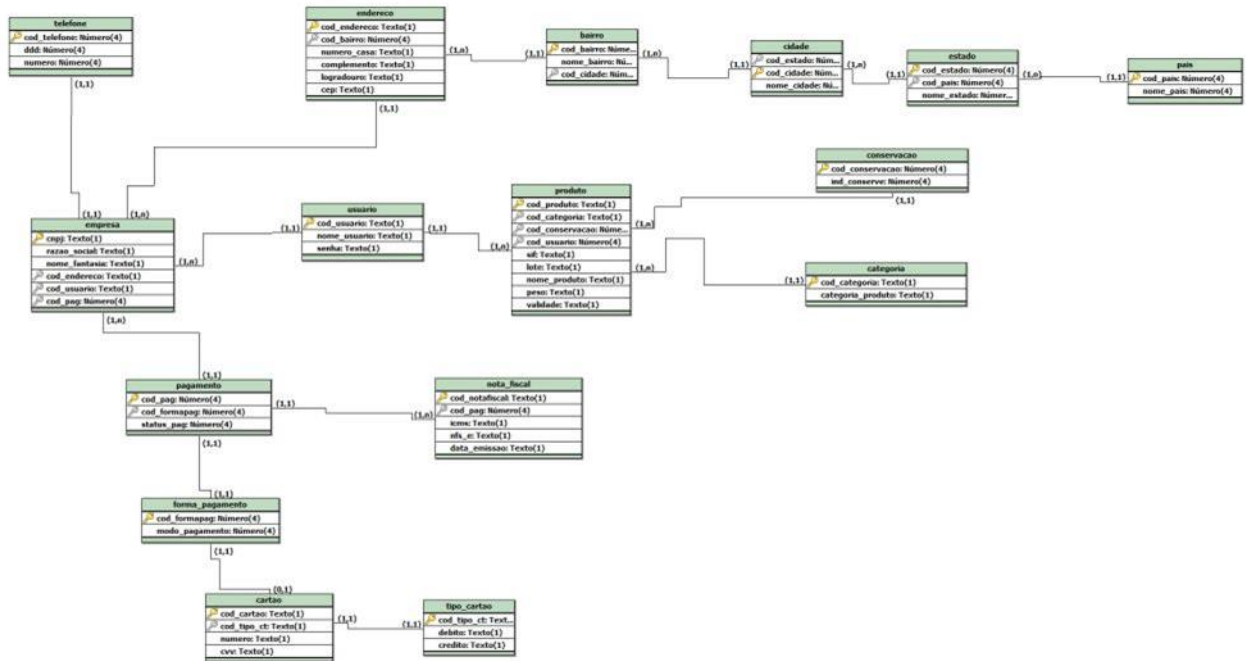 telefone
cod_telefone: Número(4)
ddd: Número(4)
numero: Número(4)
(1,1)
endereco
cod_endereco: Texto(1)
cod_bairro: Número(4)
numero_casa: Texto(1)
complemento: Texto(1)
logradouro: Texto(1)
cep: Texto(1)
(1,n)
(1,1)
(1,1)
bairro
cod_bairro: Núme...
nome_bairro: Nú...
cod_cidade: Núm...
(1,n)
(1,1)
cidade
cod_estado: Núm...
cod_cidade: Núm...
nome_cidade: Nú...
(1,n)
(1,1)
estado
cod_estado: Número(4)
cod_pais: Número(4)
nome_estado: Númer...
(1,n)
(1,1)
pais
cod_pais: Número(4)
nome_pais: Número(4)
conservacao
cod_conservacao: Número(4)
ind_conserve: Número(4)
(1,1)
(1,1)
(1,n)
empresa
cnpj: Texto(1)
razao_social: Texto(1)
nome_fantasia: Texto(1)
cod_endereco: Texto(1)
cod_usuario: Texto(1)
cod_pag: Número(4)
(1,n)
(1,n)
(1,1)
usuario
cod_usuario: Texto(1)
nome_usuario: Texto(1)
senha: Texto(1)
(1,1)
(1,n)
produto
cod_produto: Texto(1)
cod_categoria: Texto(1)
cod_conservacao: Núme...
cod_usuario: Número(4)
sif: Texto(1)
lote: Texto(1)
nome_produto: Texto(1)
peso: Texto(1)
validade: Texto(1)
(1,n)
(1,n)
(1,1)
categoria
cod_categoria: Texto(1)
categoria_produto: Texto(1)
(1,1)
pagamento
cod_pag: Número(4)
cod_formapag: Número(4)
status_pag: Número(4)
(1,1)
(1,1)
(1,n)
nota_fiscal
cod_notafiscal: Texto(1)
cod_pag: Número(4)
icms: Texto(1)
nfs_e: Texto(1)
data_emissao: Texto(1)
(1,1)
forma_pagamento
cod_formapag: Número(4)
modo_pagamento: Número(4)
(1,1)
(0,1)
cartao
cod_cartao: Texto(1)
cod_tipo_ct: Texto(1)
numero: Texto(1)
cvv: Texto(1)
(1,1)
(1,1)
tipo_cartao
cod_tipo_ct: Text...
debito: Texto(1)
credito: Texto(1)